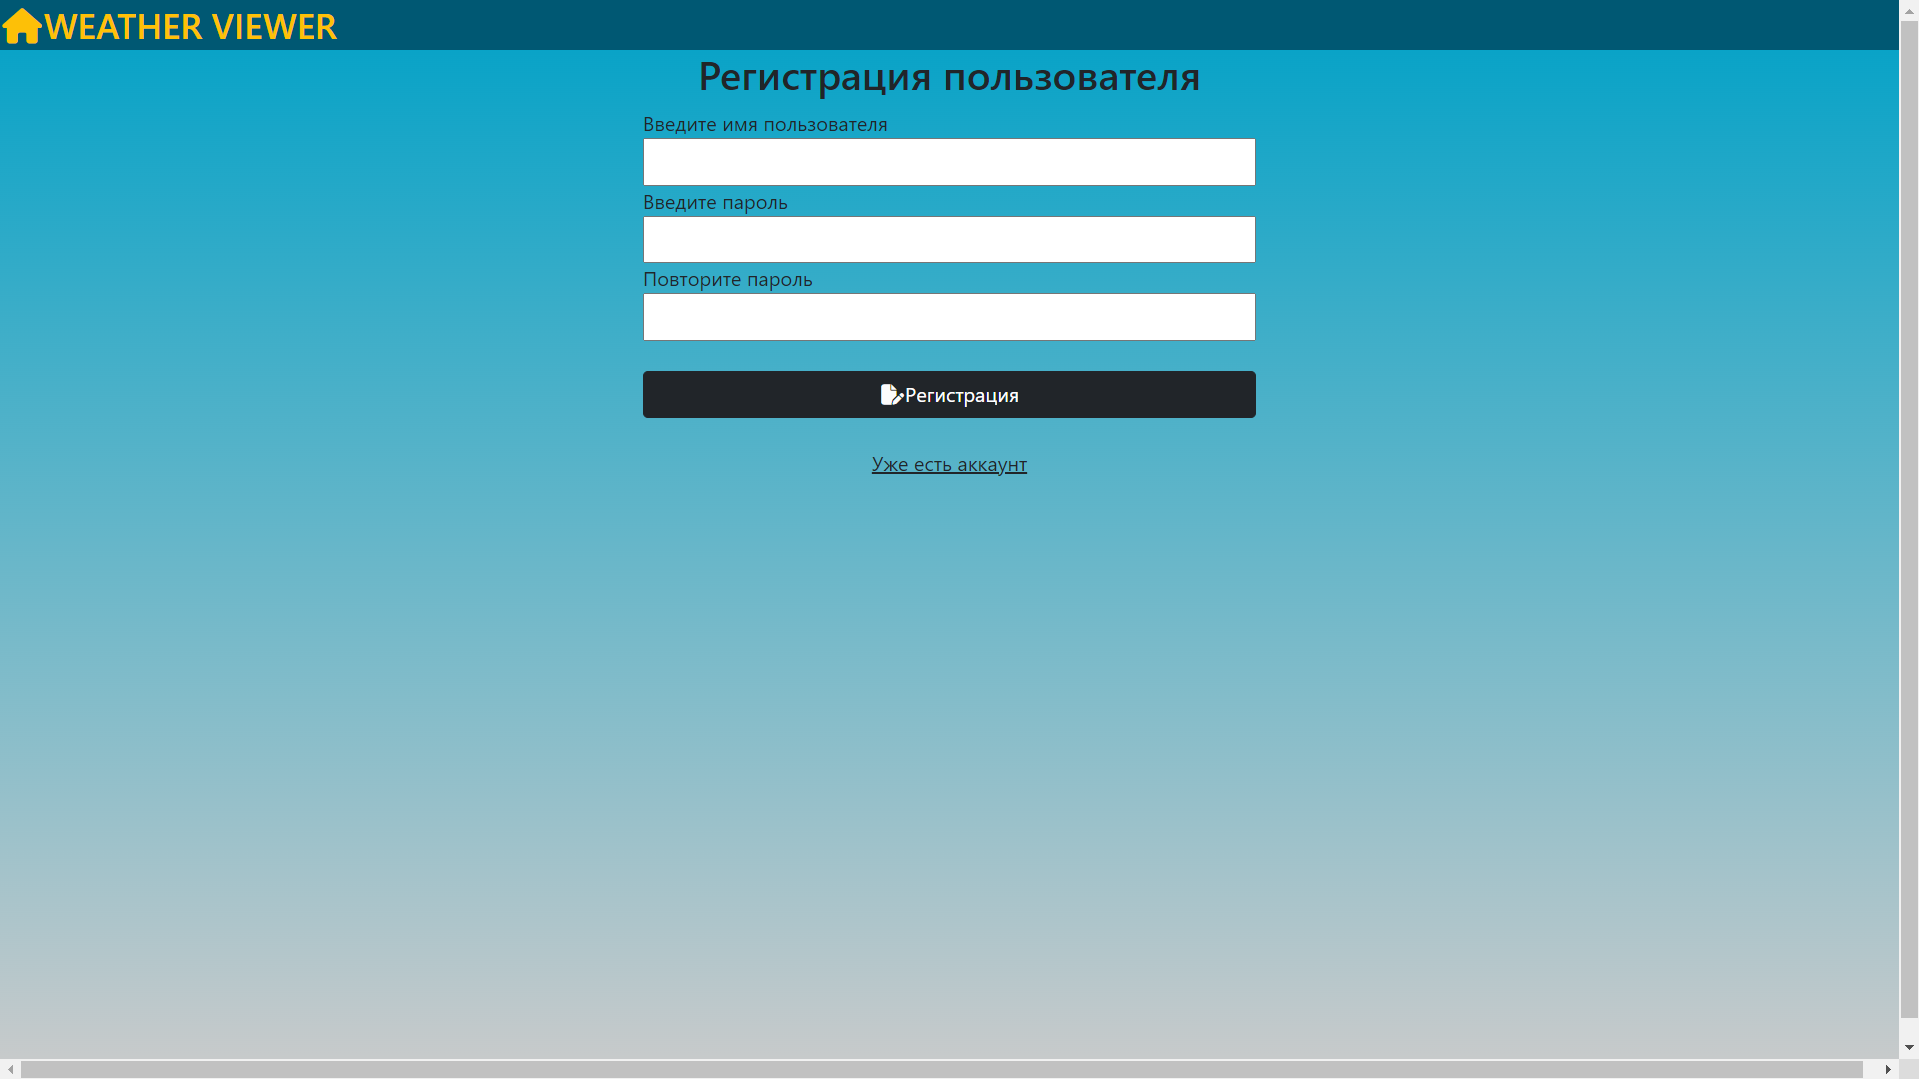 WEATHER VIEWER
Регистрация пользователя
Введите имя пользователя
Введите пароль
Повторите пароль
Регистрация
Уже есть аккаунт